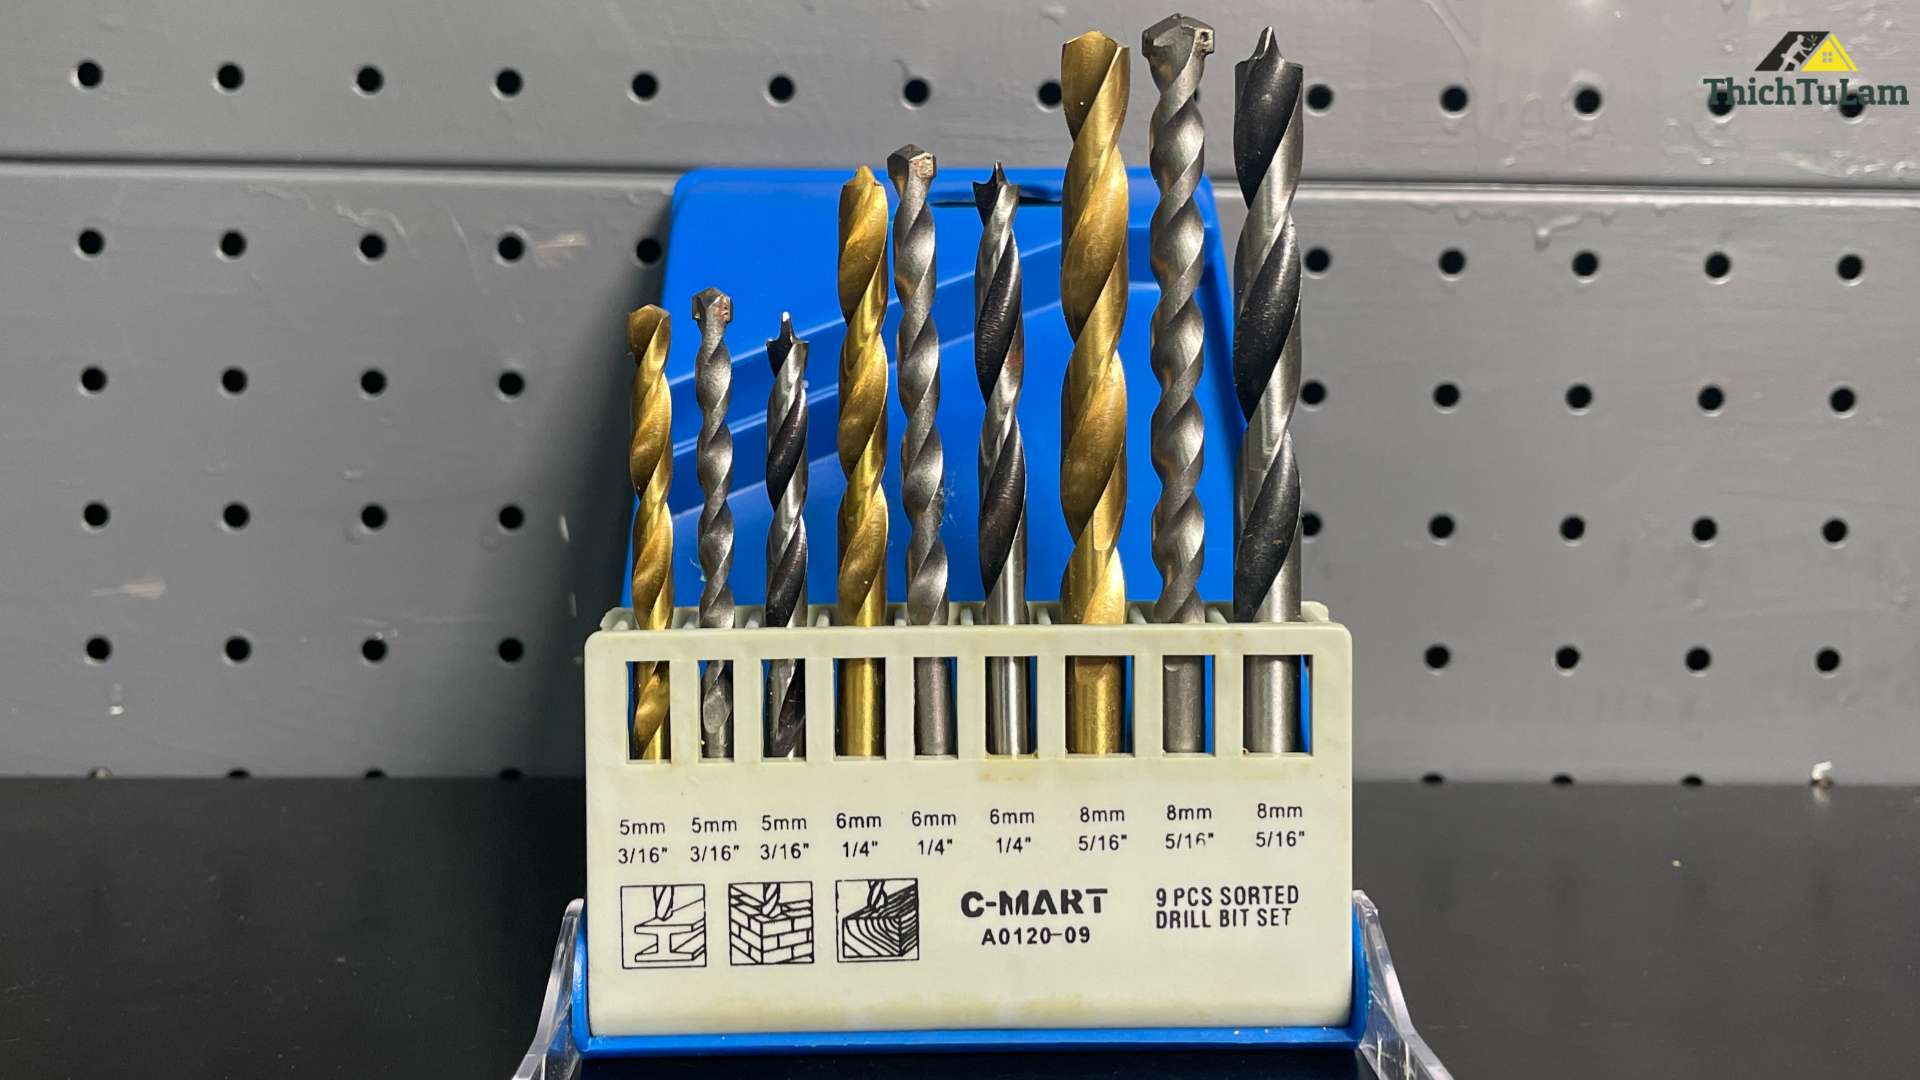 ThichTuLam
5mm 5mm 5mm 6mm 6mm 6mm 8mm 8mm 8mm
3/16" 3/16" 3/16" 1/4" 1/4" 1/4" 5/16" 5/16" 5/16"
C-MART
A0120-09
9 PCS SORTED
DRILL BIT SET